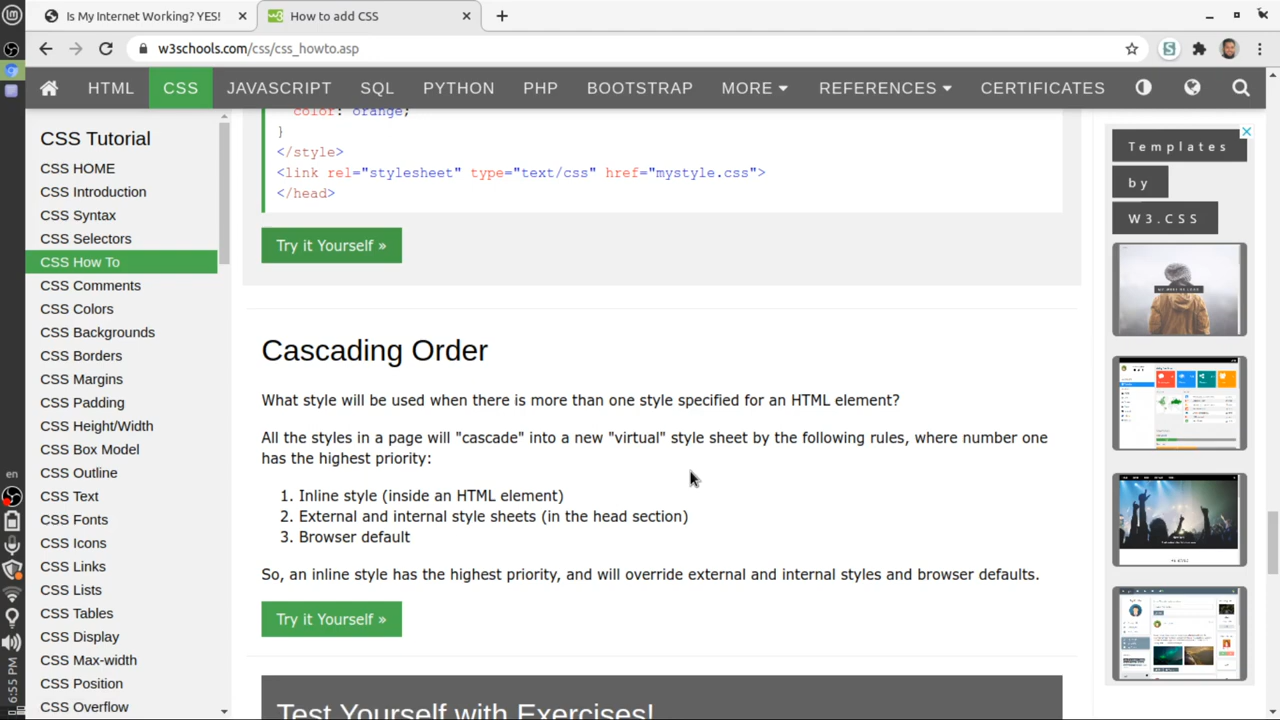 Is My Internet Working? YES!
How to add CSS
w3schools.com/css/css_howto.asp
HTML
CSS
JAVASCRIPT
SQL
PYTHON
PHP
BOOTSTRAP
MORE
REFERENCES
CERTIFICATES
CSS Tutorial
CSS HOME
CSS Introduction
CSS Syntax
CSS Selectors
CSS How To
CSS Comments
CSS Colors
CSS Backgrounds
CSS Borders
CSS Margins
CSS Padding
CSS Height/Width
CSS Box Model
CSS Outline
CSS Text
CSS Fonts
CSS Icons
CSS Links
CSS Lists
CSS Tables
CSS Display
CSS Max-width
CSS Position
CSS Overflow
color: orange;
}
</style>
<link rel="stylesheet" type="text/css" href="mystyle.css">
</head>
Try it Yourself »
Cascading Order
What style will be used when there is more than one style specified for an HTML element?
All the styles in a page will "cascade" into a new "virtual" style sheet by the following rules, where number one
has the highest priority:
1. Inline style (inside an HTML element)
2. External and internal style sheets (in the head section)
3. Browser default
So, an inline style has the highest priority, and will override external and internal styles and browser defaults.
Try it Yourself »
Test Yourself with Exercises!
Templates
by
W3.CSS
en
6:55 PM